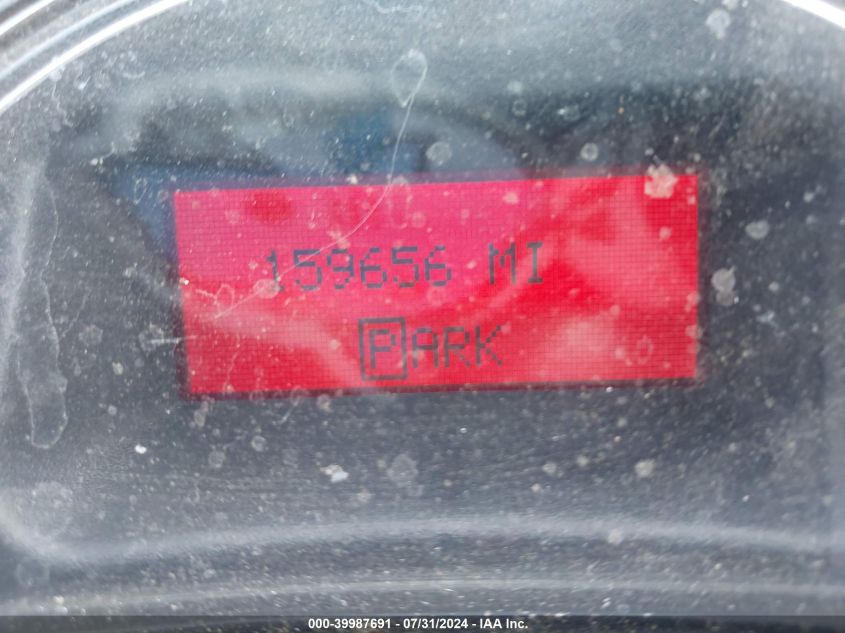 159656 MI
PARK
000-39987691 / 07/31/2024 - IAA, Inc.